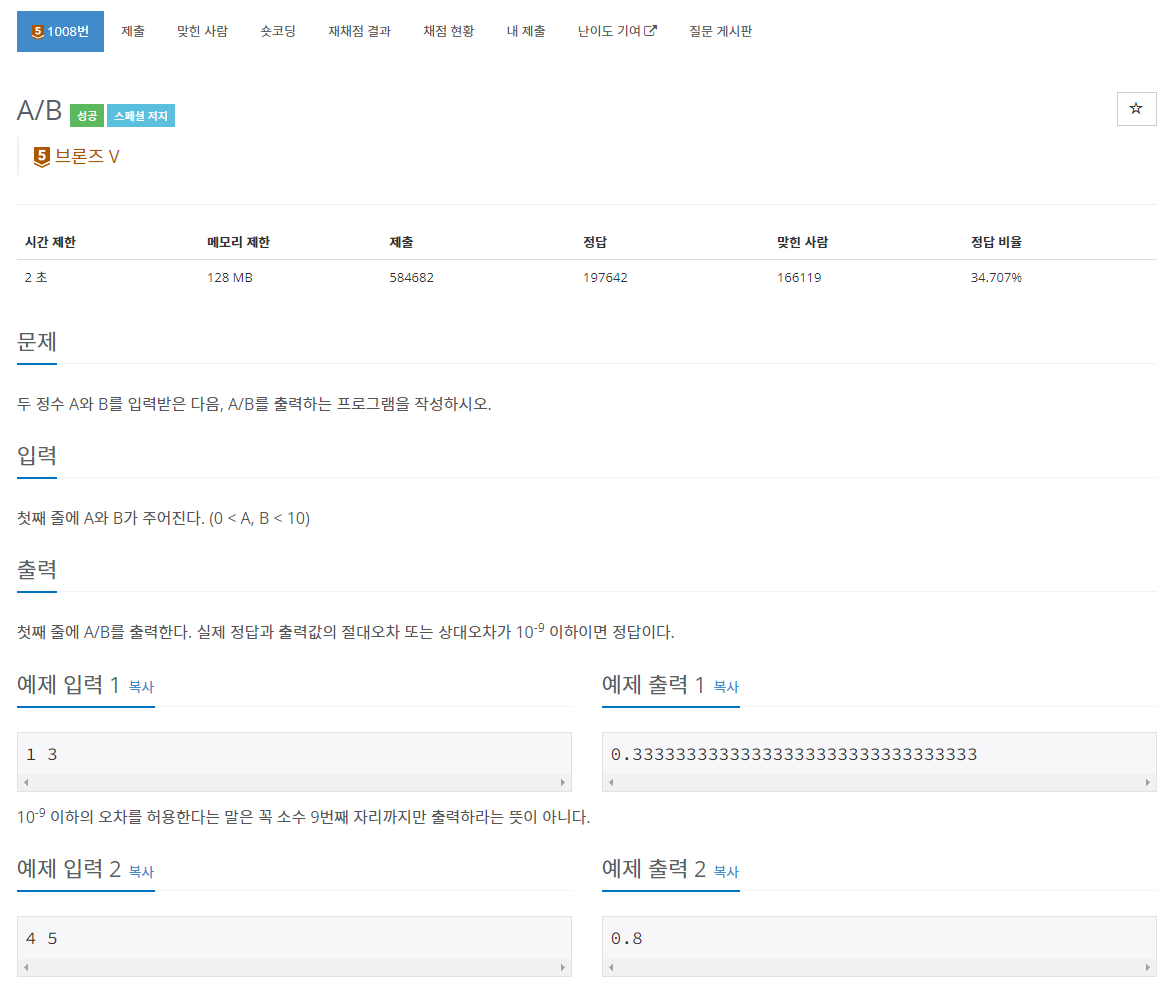 5 1008번 제출 맞힌 사람 숏코딩 재채점 결과 채점 현황 내 제출 난이도 기여 질문 게시판
A/B 성공 스페셜 저지
5 브론즈 V
시간 제한 메모리 제한 제출 정답 맞힌 사람 정답 비율
2 초 128 MB 584682 197642 166119 34.707%
문제
두 정수 A와 B를 입력받은 다음, A/B를 출력하는 프로그램을 작성하시오.
입력
첫째 줄에 A와 B가 주어진다. (0 < A, B < 10)
출력
첫째 줄에 A/B를 출력한다. 실제 정답과 출력값의 절대오차 또는 상대오차가 10-9 이하이면 정답이다.
예제 입력 1 복사
1 3
예제 출력 1 복사
0.33333333333333333333333333333333
10-9 이하의 오차를 허용한다는 말은 꼭 소수 9번째 자리까지만 출력하라는 뜻이 아니다.
예제 입력 2 복사
4 5
예제 출력 2 복사
0.8